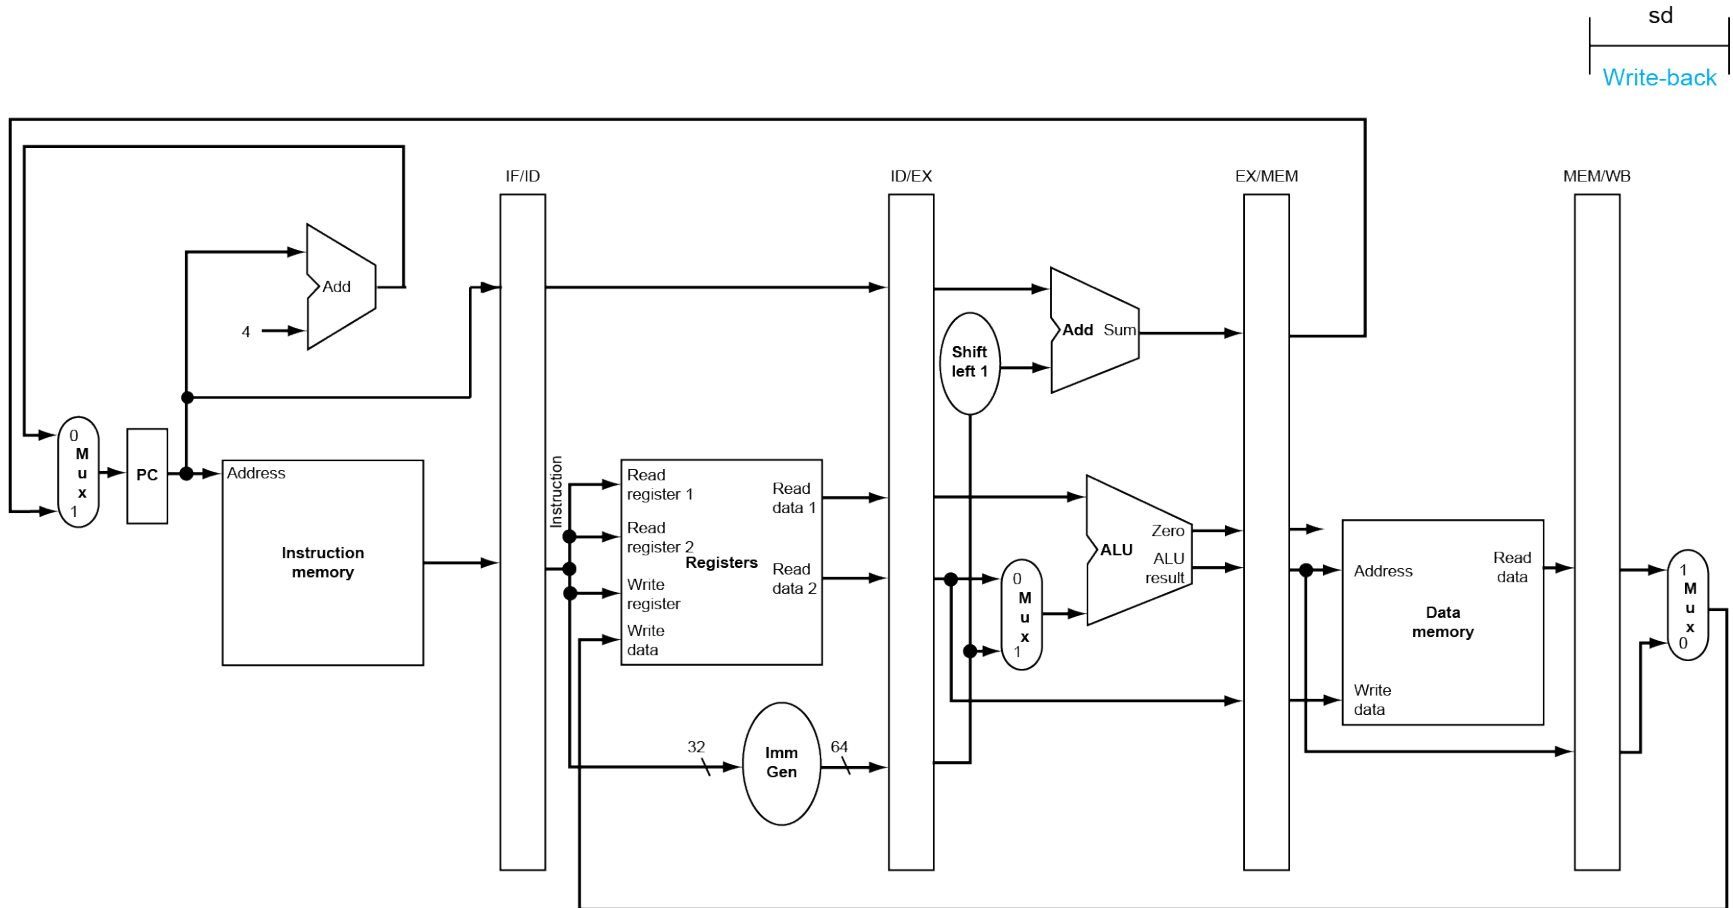 sd
Write-back
IF/ID
ID/EX
EX/MEM
MEM/WB
Add
4
Add Sum
Shift
left 1
0
M
u
x
1
PC
Address
Instruction
memory
Instruction
Read
register 1
Read
register 2
Registers
Write
register
Write
data
Read
data 1
Read
data 2
0
M
u
x
1
Zero
ALU
ALU
result
Address
Read
data
Data
memory
Write
data
1
M
u
x
0
32
Imm
Gen
64